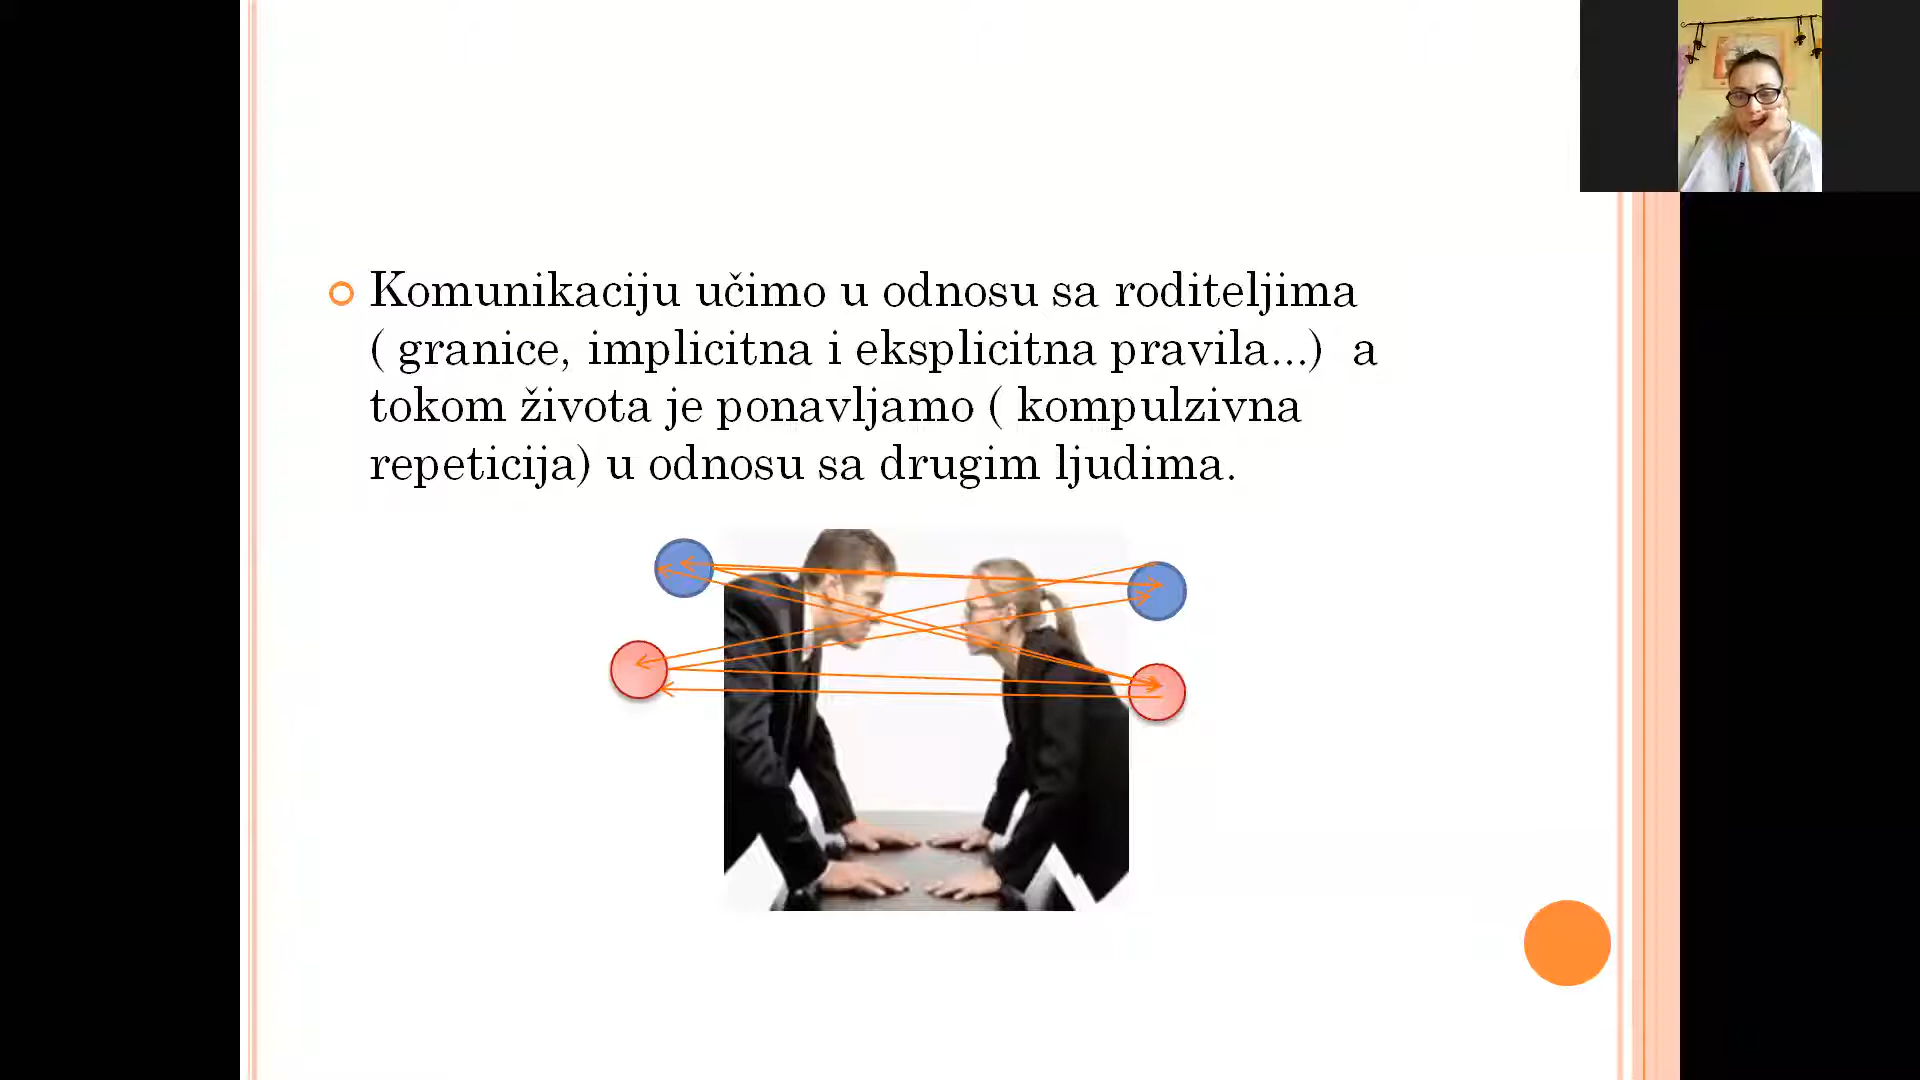 Komunikaciju učimo u odnosu sa roditeljima
( granice, implicitna i eksplicitna pravila...)  a
tokom života je ponavljamo ( kompulzivna
repeticija) u odnosu sa drugim ljudima.